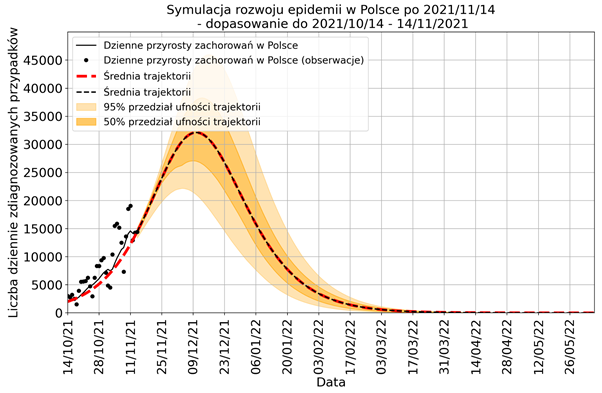 Symulacja rozwoju epidemii w Polsce po 2021/11/14
- dopasowanie do 2021/10/14 - 14/11/2021
Liczba dziennie zdiagnozowanych przypadków
45000
40000
35000
30000
25000
20000
15000
10000
5000
0
Dzienne przyrosty zachorowań w Polsce
Dzienne przyrosty zachorowań w Polsce (obserwacje)
Średnia trajektorii
Średnia trajektorii
95% przedział ufności trajektorii
50% przedział ufności trajektorii
14/10/21
28/10/21
11/11/21
25/11/21
09/12/21
23/12/21
06/01/22
20/01/22
03/02/22
17/02/22
03/03/22
17/03/22
31/03/22
14/04/22
28/04/22
12/05/22
26/05/22
Data